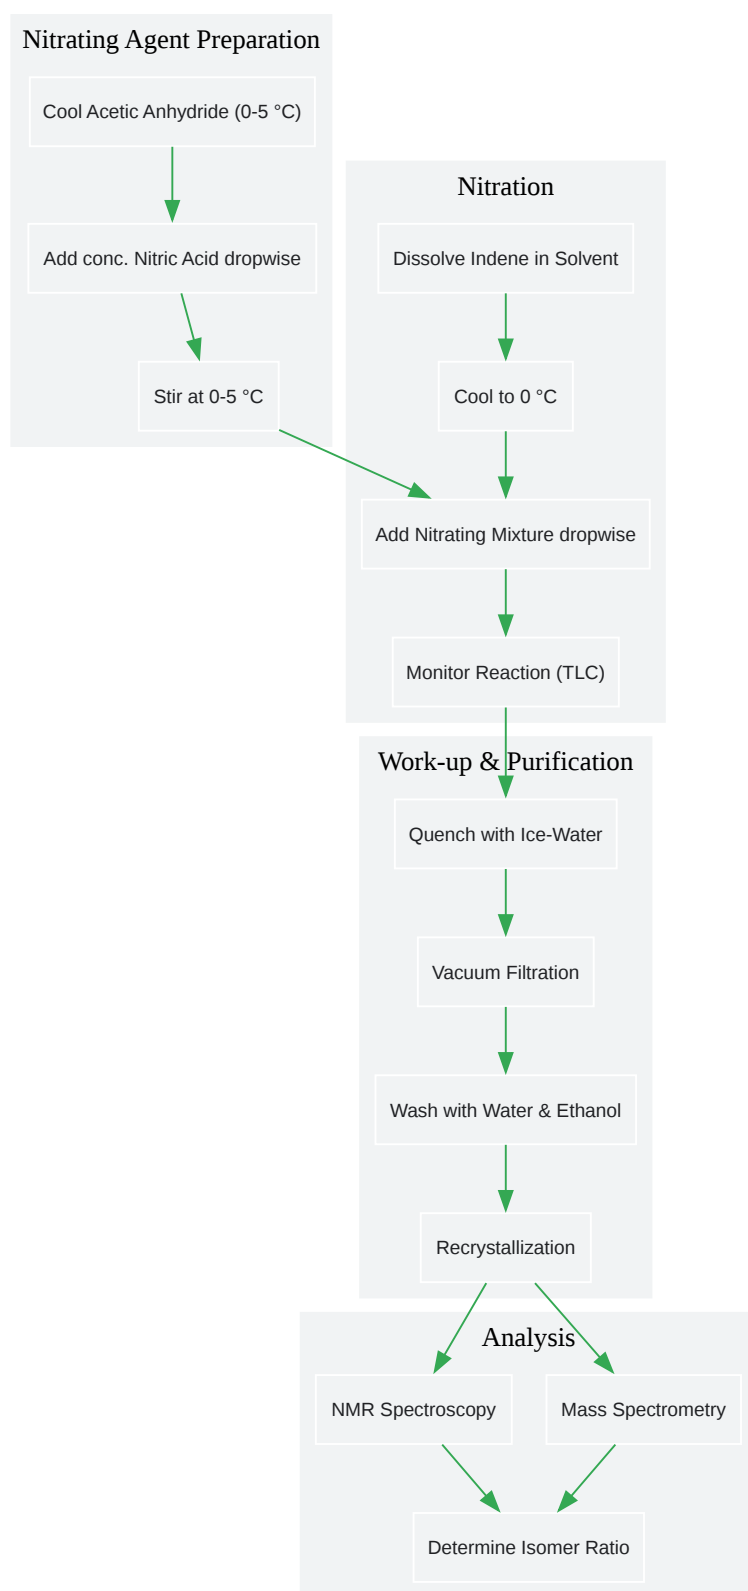 Nitrating Agent Preparation
Cool Acetic Anhydride (0-5 °C)
Add conc. Nitric Acid dropwise
Stir at 0-5 °C
Nitration
Dissolve Indene in Solvent
Cool to 0 °C
Add Nitrating Mixture dropwise
Monitor Reaction (TLC)
Work-up & Purification
Quench with Ice-Water
Vacuum Filtration
Wash with Water & Ethanol
Recrystallization
Analysis
NMR Spectroscopy
Mass Spectrometry
Determine Isomer Ratio